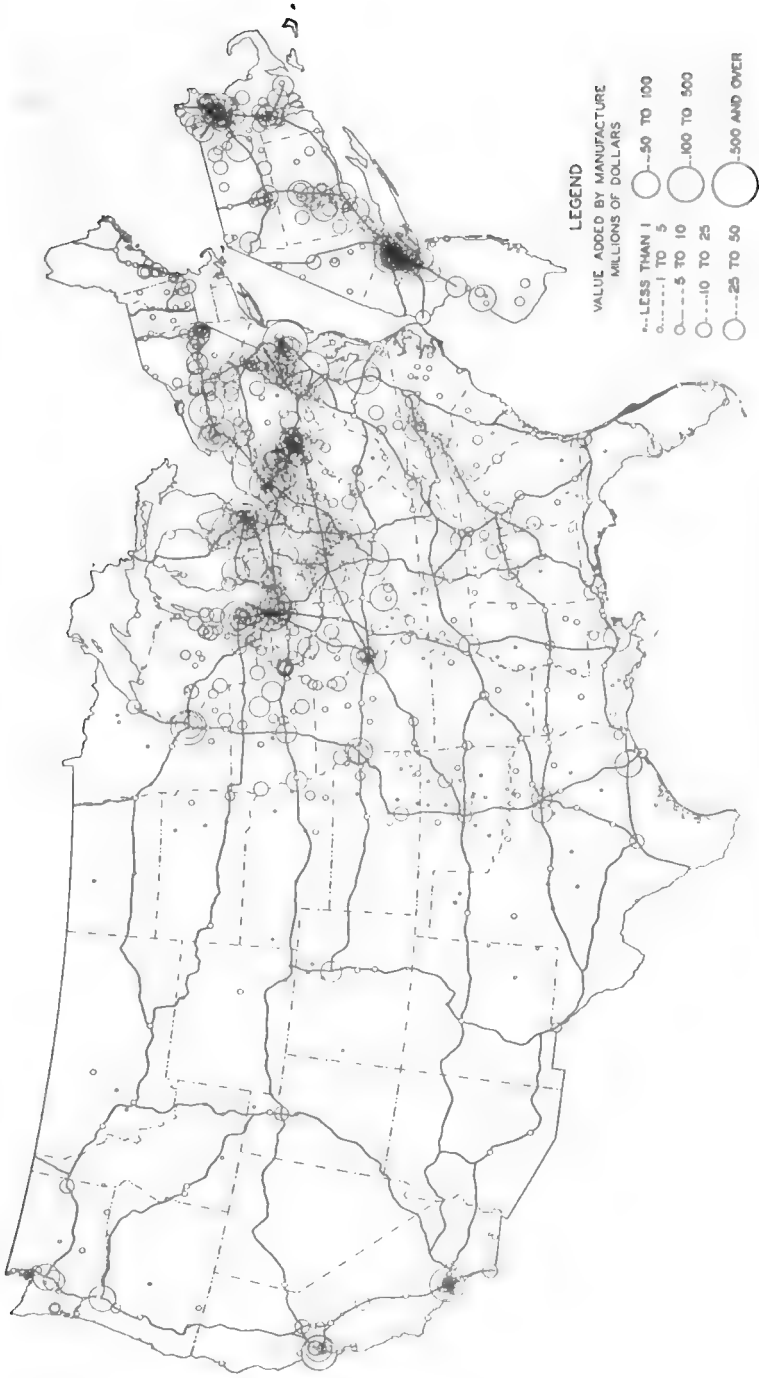 LEGEND
VALUE ADDED BY MANUFACTURE
MILLIONS OF DOLLARS
LESS THAN 1
1 TO 5
5 TO 10
10 TO 25
25 TO 50
50 TO 100
100 TO 500
500 AND OVER